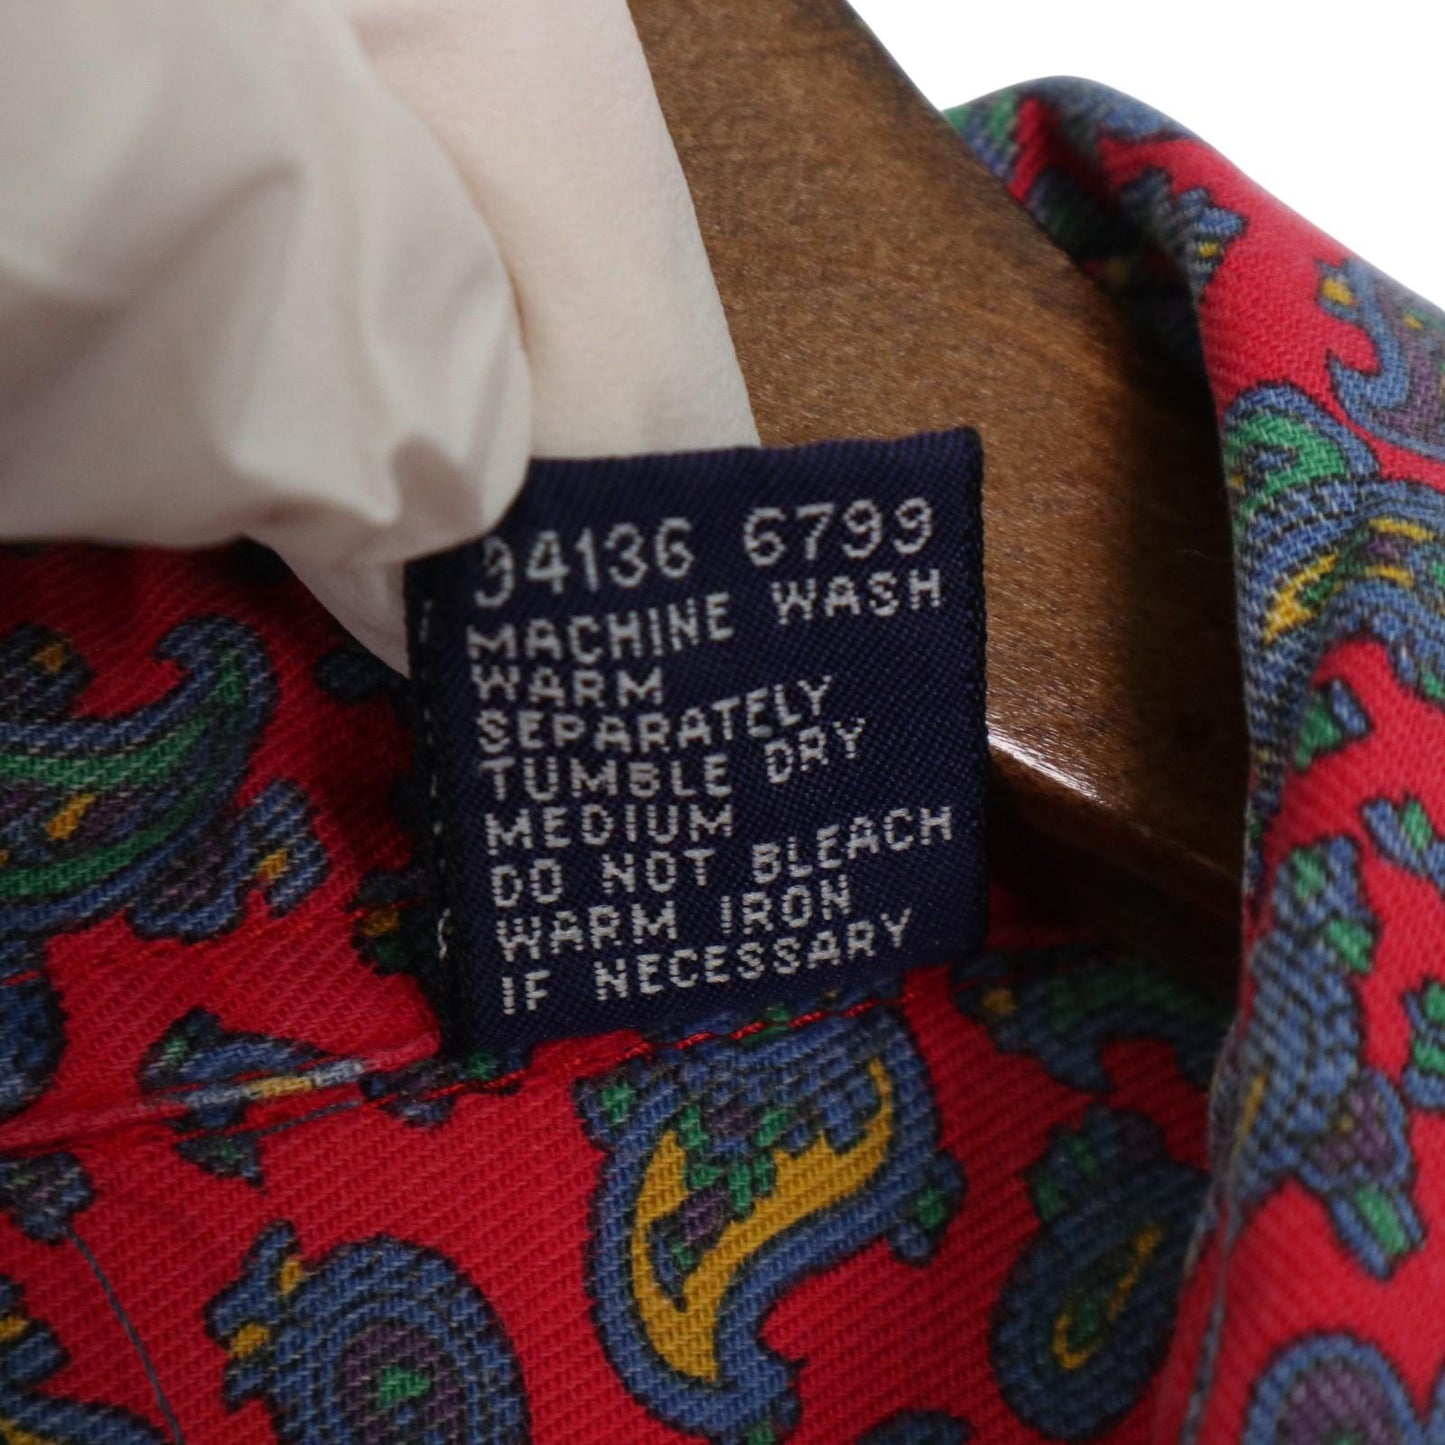 94136 6799
MACHINE WASH
WARM
SEPARATELY
TUMBLE DRY
MEDIUM
DO NOT BLEACH
WARM IRON
IF NECESSARY